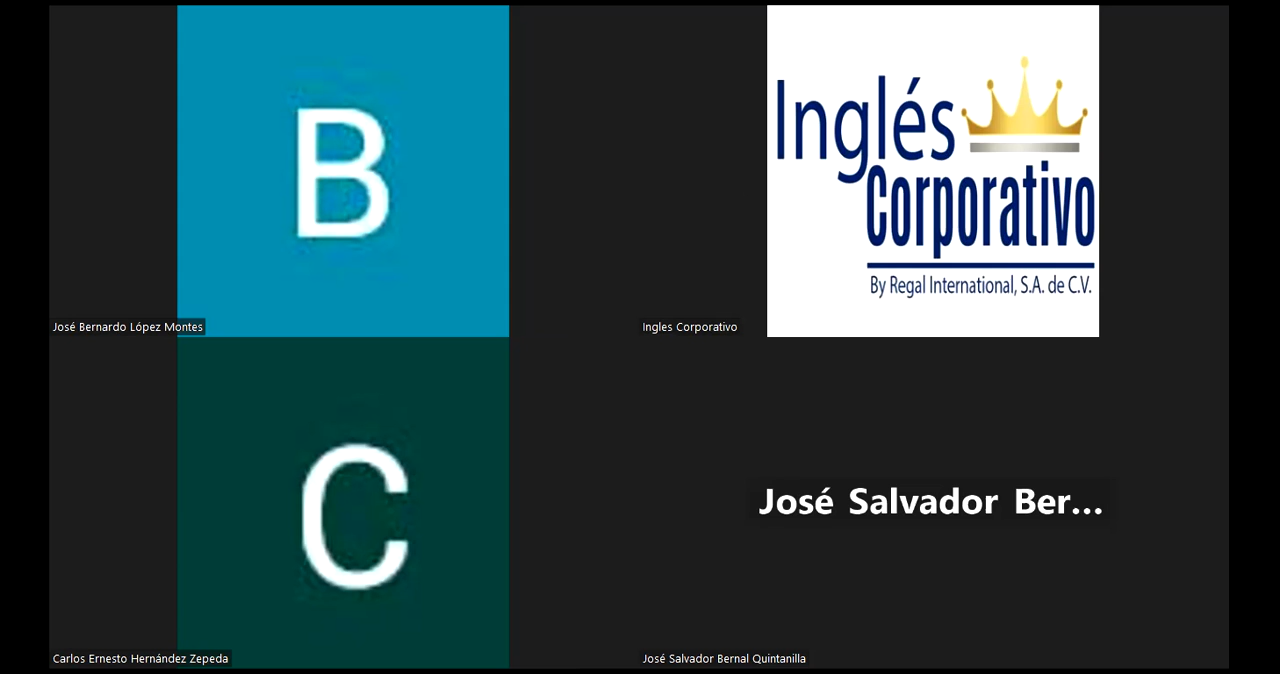 B
José Bernardo López Montes
Inglés
Corporativo
By Regal International, S.A. de C.V.
Ingles Corporativo
C
Carlos Ernesto Hernández Zepeda
José Salvador Ber...
José Salvador Bernal Quintanilla